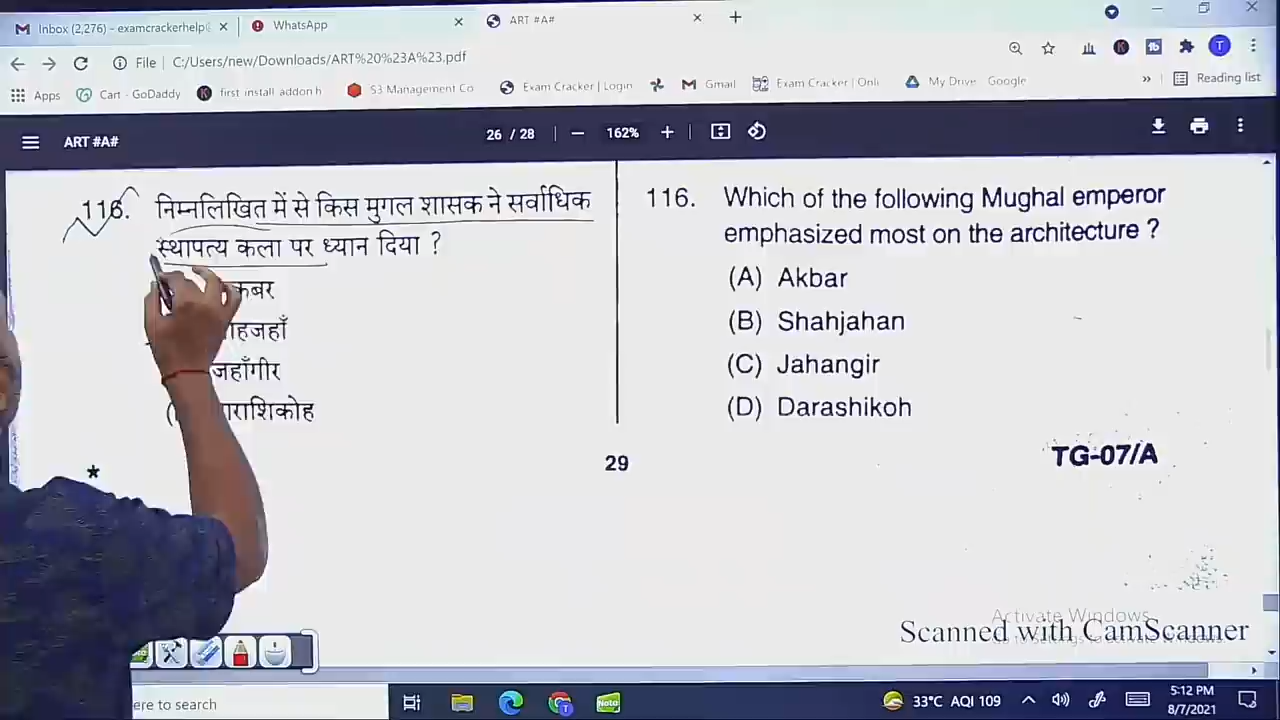 Inbox (2,276) - examcrackerhelp
WhatsApp
ART #A#
File
C:/Users/new/Downloads/ART%20%23A%23.pdf
Apps
Cart - GoDaddy
first install addon h
S3 Management Co
Exam Cracker | Login
Gmail
Exam Cracker | Onli
My Drive
Google
»
Reading list
ART #A#
26 / 28
162%
116. निम्नलिखित में से किस मुगल शासक ने सर्वाधिक
स्थापत्य कला पर ध्यान दिया ?
कबर
हजहाँ
जहाँगीर
राशिकोह
*
116. Which of the following Mughal emperor
emphasized most on the architecture ?
(A) Akbar
(B) Shahjahan
(C) Jahangir
(D) Darashikoh
29
TG-07/A
Activate Windows
Scanned with CamScanner
ere to search
Note
33°C AQI 109
5:12 PM
8/7/2021